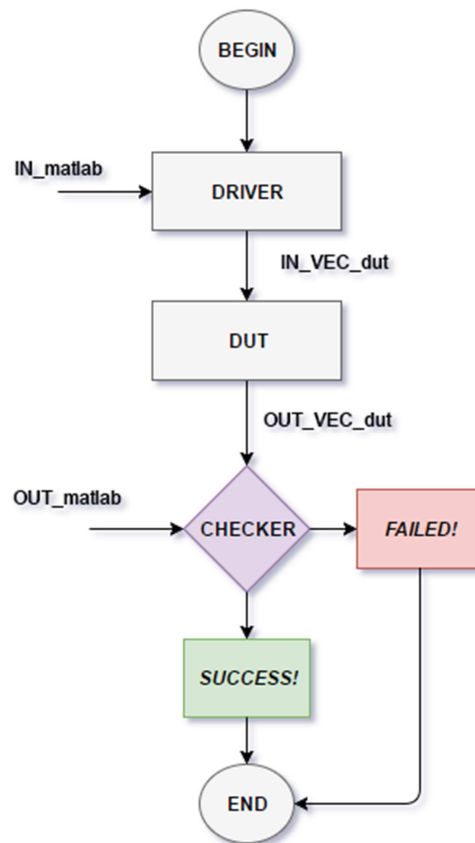 BEGIN
IN_matlab
DRIVER
IN_VEC_dut
DUT
OUT_VEC_dut
OUT_matlab
CHECKER
FAILED!
SUCCESS!
END